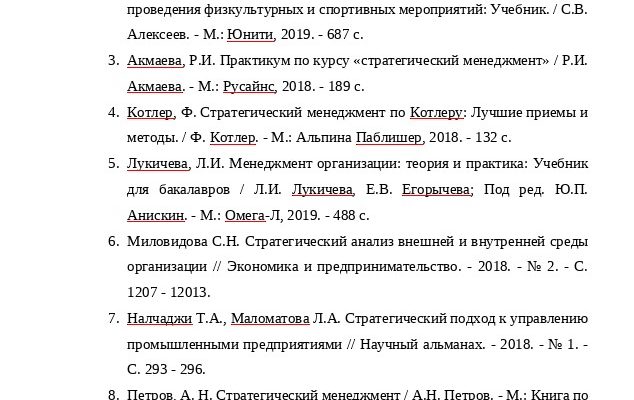 проведения физкультурных и спортивных мероприятий: Учебник. / С.В.
Алексеев. - М.: Юнити, 2019. - 687 c.
3. Акмаева, Р.И. Практикум по курсу «стратегический менеджмент» / Р.И.
Акмаева. - М.: Русайнс, 2018. - 189 c.
4. Котлер, Ф. Стратегический менеджмент по Котлеру: Лучшие приемы и
методы. / Ф. Котлер. - М.: Альпина Паблишер, 2018. - 132 c.
5. Лукичева, Л.И. Менеджмент организации: теория и практика: Учебник
для бакалавров / Л.И. Лукичева, Е.В. Егорычева; Под ред. Ю.П.
Анискин. - М.: Омега-Л, 2019. - 488 c.
6. Миловидова С.Н. Стратегический анализ внешней и внутренней среды
организации // Экономика и предпринимательство. - 2018. - № 2. - С.
1207 - 12013.
7. Налчаджи Т.А., Маломатова Л.А. Стратегический подход к управлению
промышленными предприятиями // Научный альманах. - 2018. - № 1. -
С. 293 - 296.
8. Петров, А. Н. Стратегический менеджмент / А.Н. Петров. - М.: Книга по